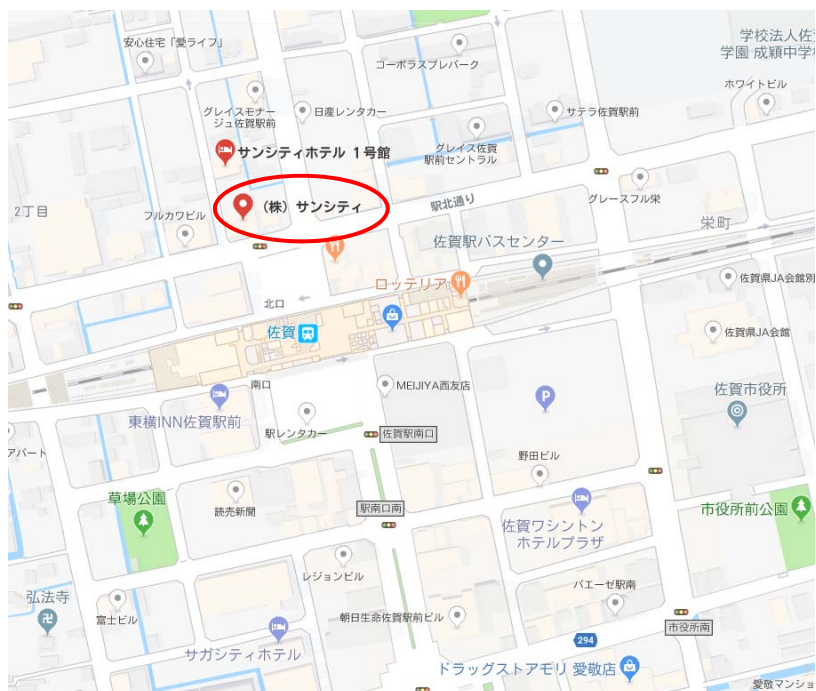 安心住宅「愛ライフ」
コーポラスプレパーク
学校法人佐
学園 成穎中学校
ホワイトビル
グレイスモナー
ジュ佐賀駅前
日産レンタカー
サテラ佐賀駅前
サンシティホテル 1号館
グレイス佐賀
駅前セントラル
グレースフル栄
2丁目
フルカワビル
(株) サンシティ
駅北通り
栄町
佐賀駅バスセンター
ロッテリア
佐賀県JA会館別
北口
佐賀
佐賀県JA会館
南口
MEIJIYA西友店
東横INN佐賀駅前
佐賀市役所
駅レンタカー
佐賀駅南口
アパート
野田ビル
草場公園
読売新聞
駅南口南
佐賀ワシントン
ホテルプラザ
市役所前公園
レジョンビル
バエーゼ駅南
弘法寺
富士ビル
朝日生命佐賀駅前ビル
市役所南
サガシティホテル
294
ドラッグストアモリ 愛敬店
愛敬マンショ